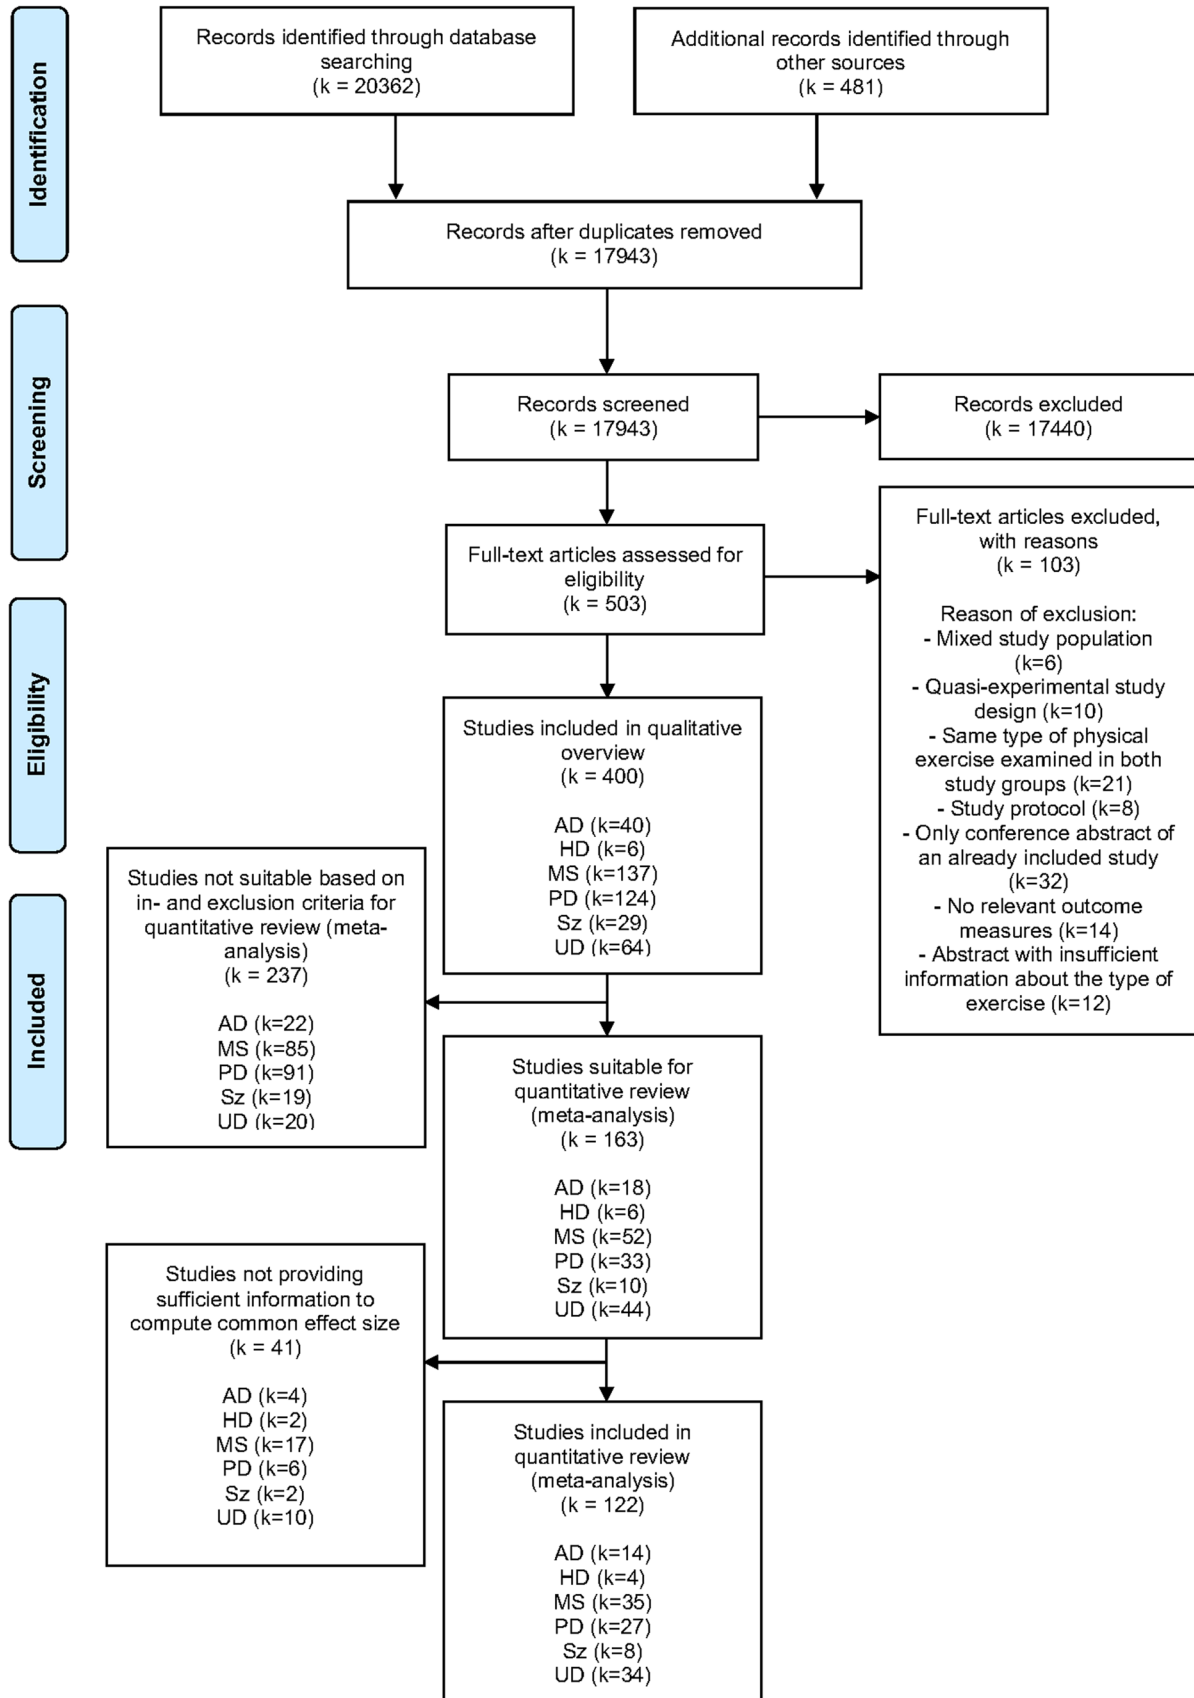 Identification
Records identified through database
searching
(k = 20362)
Additional records identified through
other sources
(k = 481)
Records after duplicates removed
(k = 17943)
Screening
Records screened
(k = 17943)
Records excluded
(k = 17440)
Full-text articles assessed for
eligibility
(k = 503)
Full-text articles excluded,
with reasons
(k = 103)
Reason of exclusion:
- Mixed study population
(k=6)
- Quasi-experimental study
design (k=10)
- Same type of physical
exercise examined in both
study groups (k=21)
- Study protocol (k=8)
- Only conference abstract of
an already included study
(k=32)
- No relevant outcome
measures (k=14)
- Abstract with insufficient
information about the type of
exercise (k=12)
Eligibility
Studies included in qualitative
overview
(k = 400)
AD (k=40)
HD (k=6)
MS (k=137)
PD (k=124)
Sz (k=29)
UD (k=64)
Studies not suitable based on
in- and exclusion criteria for
quantitative review (meta-
analysis)
(k = 237)
AD (k=22)
MS (k=85)
PD (k=91)
Sz (k=19)
UD (k=20)
Included
Studies suitable for
quantitative review
(meta-analysis)
(k = 163)
AD (k=18)
HD (k=6)
MS (k=52)
PD (k=33)
Sz (k=10)
UD (k=44)
Studies not providing
sufficient information to
compute common effect size
(k = 41)
AD (k=4)
HD (k=2)
MS (k=17)
PD (k=6)
Sz (k=2)
UD (k=10)
Studies included in
quantitative review
(meta-analysis)
(k = 122)
AD (k=14)
HD (k=4)
MS (k=35)
PD (k=27)
Sz (k=8)
UD (k=34)